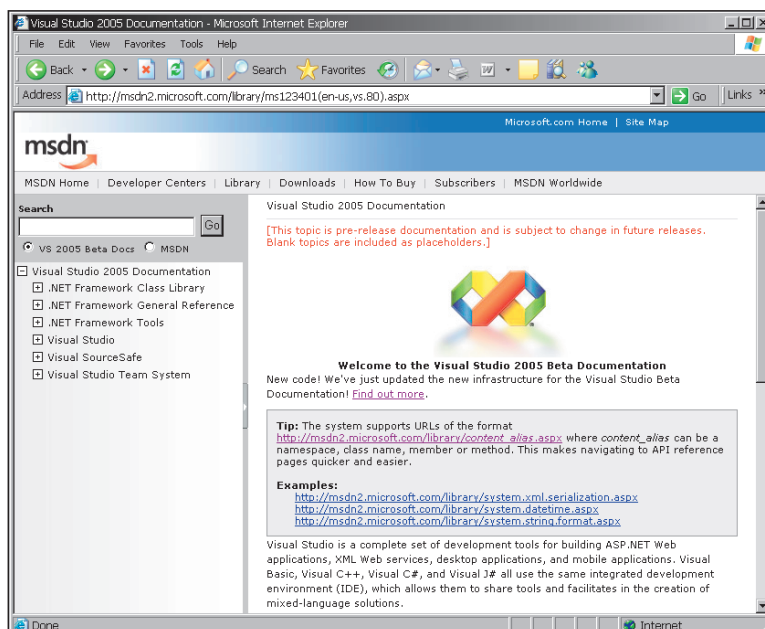 Visual Studio 2005 Documentation - Microsoft Internet Explorer
File Edit View Favorites Tools Help
Back Search Favorites
Address http://msdn2.microsoft.com/library/ms123401(en-us,vs.80).aspx Go Links »
Microsoft.com Home | Site Map
msdn
MSDN Home | Developer Centers | Library | Downloads | How To Buy | Subscribers | MSDN Worldwide
Search
Go
VS 2005 Beta Docs MSDN
Visual Studio 2005 Documentation
.NET Framework Class Library
.NET Framework General Reference
.NET Framework Tools
Visual Studio
Visual SourceSafe
Visual Studio Team System
Visual Studio 2005 Documentation
[This topic is pre-release documentation and is subject to change in future releases.
Blank topics are included as placeholders.]
Welcome to the Visual Studio 2005 Beta Documentation
New code! We've just updated the new infrastructure for the Visual Studio Beta
Documentation! Find out more.
Tip: The system supports URLs of the format
http://msdn2.microsoft.com/library/content_alias.aspx where content_alias can be a
namespace, class name, member or method. This makes navigating to API reference
pages quicker and easier.
Examples:
http://msdn2.microsoft.com/library/system.xml.serialization.aspx
http://msdn2.microsoft.com/library/system.datetime.aspx
http://msdn2.microsoft.com/library/system.string.format.aspx
Visual Studio is a complete set of development tools for building ASP.NET Web
applications, XML Web services, desktop applications, and mobile applications. Visual
Basic, Visual C++, Visual C#, and Visual J# all use the same integrated development
environment (IDE), which allows them to share tools and facilitates in the creation of
mixed-language solutions.
Done Internet